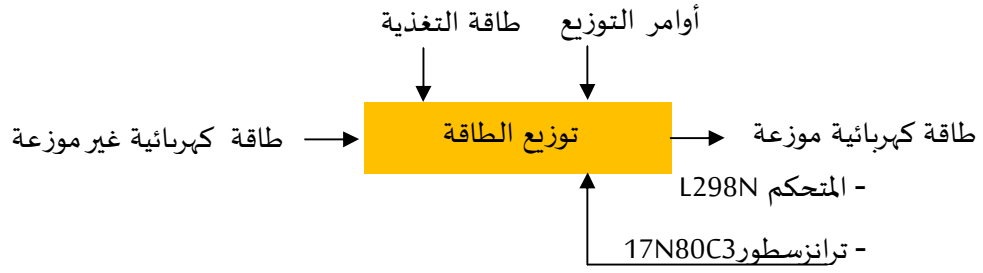 أوامر التوزيع
طاقة التغذية
توزيع الطاقة
طاقة كهربائية موزعة
طاقة كهربائية غير موزعة
- المتحكم L298N
- ترانزسطور17N80C3